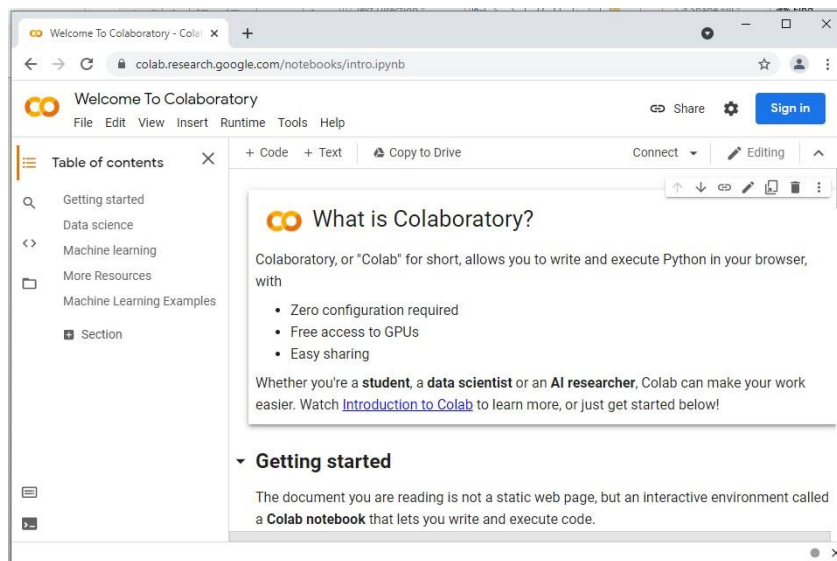 Welcome To Colaboratory - Cola
colab.research.google.com/notebooks/intro.ipynb
Welcome To Colaboratory
Share
Sign in
File Edit View Insert Runtime Tools Help
Table of contents
+ Code + Text Copy to Drive Connect Editing
Getting started
Data science
Machine learning
More Resources
Machine Learning Examples
Section
What is Colaboratory?
Colaboratory, or "Colab" for short, allows you to write and execute Python in your browser,
with
• Zero configuration required
• Free access to GPUs
• Easy sharing
Whether you're a student, a data scientist or an AI researcher, Colab can make your work
easier. Watch Introduction to Colab to learn more, or just get started below!
Getting started
The document you are reading is not a static web page, but an interactive environment called
a Colab notebook that lets you write and execute code.